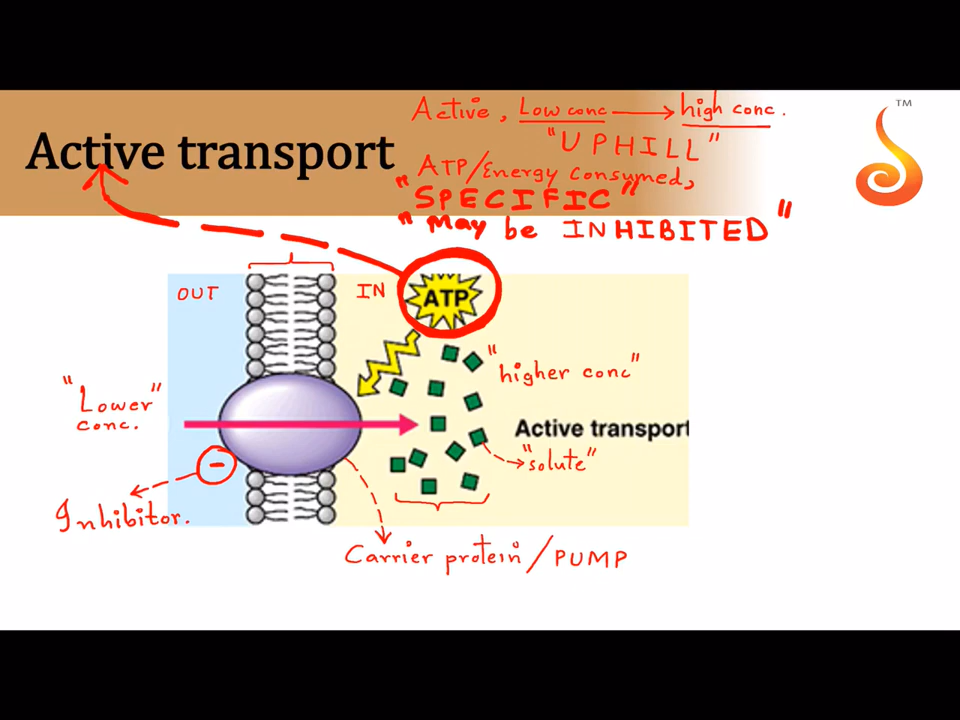 Active transport
Active, Low conc → high conc.
"UPHILL"
ATP/Energy consumed,
"SPECIFIC"
"May be INHIBITED"
TM
OUT
IN
ATP
"higher conc"
"Lower"
conc.
Active transport
"solute"
-
Inhibitor.
Carrier protein/PUMP